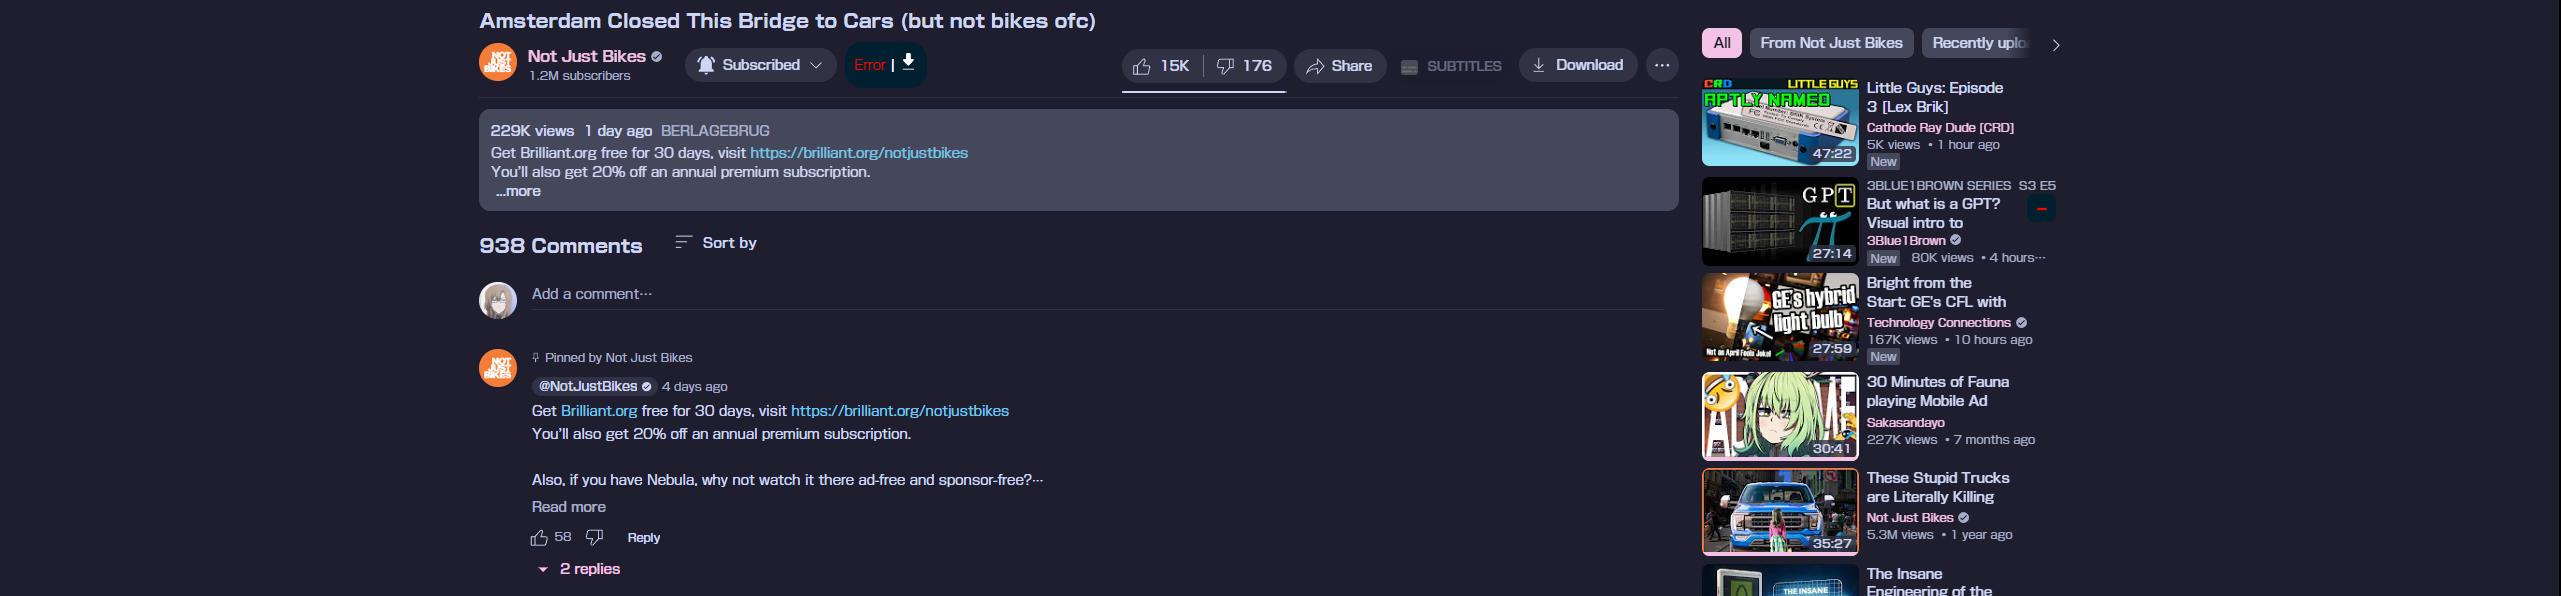 Amsterdam Closed This Bridge to Cars (but not bikes ofc)
NOT JUST BIKES
Not Just Bikes
1.2M subscribers
Subscribed
Error |
15K
176
Share
SUBTITLES
Download
229K views 1 day ago BERLAGEBRUG
Get Brilliant.org free for 30 days, visit https://brilliant.org/notjustbikes
You'll also get 20% off an annual premium subscription.
...more
938 Comments
Sort by
Add a comment...
NOT JUST BIKES
Pinned by Not Just Bikes
@NotJustBikes 4 days ago
Get Brilliant.org free for 30 days, visit https://brilliant.org/notjustbikes
You'll also get 20% off an annual premium subscription.
Also, if you have Nebula, why not watch it there ad-free and sponsor-free?...
Read more
58
Reply
2 replies
All
From Not Just Bikes
Recently uplo
CRD LITTLE GUYS
APTLY NAMED
47:22
Little Guys: Episode
3 [Lex Brik]
Cathode Ray Dude [CRD]
5K views • 1 hour ago
New
GPT
27:14
3BLUE1BROWN SERIES S3 E5
But what is a GPT?
Visual intro to
3Blue1Brown
New 80K views • 4 hours...
GE's hybrid
light bulb
Not an April Fools Joke!
27:59
Bright from the
Start: GE's CFL with
Technology Connections
167K views • 10 hours ago
New
30:41
30 Minutes of Fauna
playing Mobile Ad
Sakasandayo
227K views • 7 months ago
35:27
These Stupid Trucks
are Literally Killing
Not Just Bikes
5.3M views • 1 year ago
THE INSANE
The Insane
Engineering of the